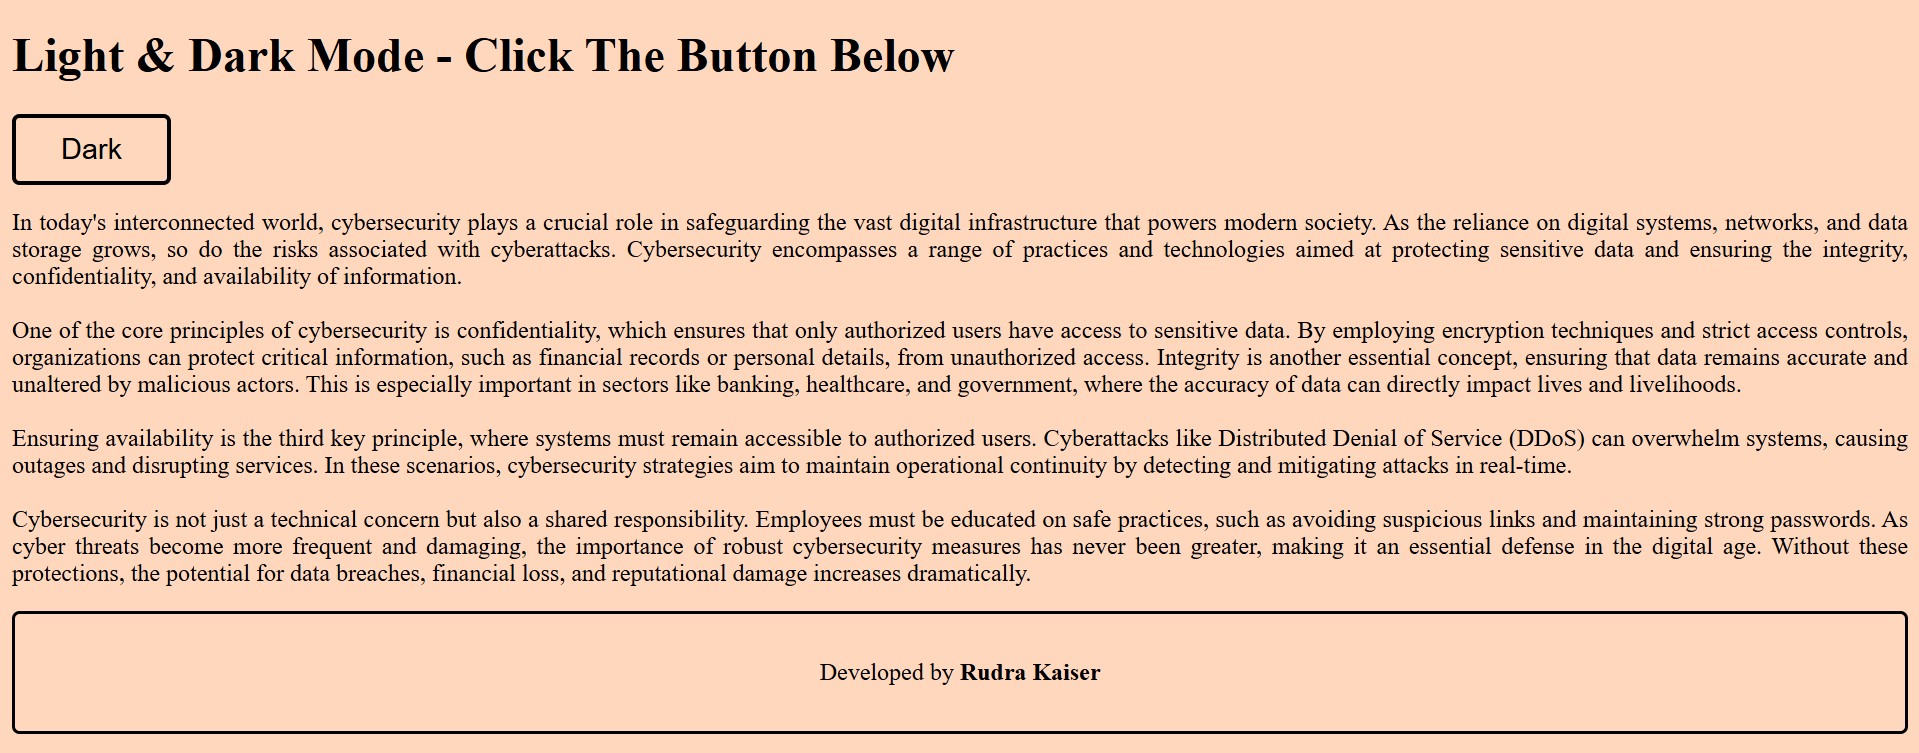 Light & Dark Mode - Click The Button Below
Dark
In today's interconnected world, cybersecurity plays a crucial role in safeguarding the vast digital infrastructure that powers modern society. As the reliance on digital systems, networks, and data
storage grows, so do the risks associated with cyberattacks. Cybersecurity encompasses a range of practices and technologies aimed at protecting sensitive data and ensuring the integrity,
confidentiality, and availability of information.
One of the core principles of cybersecurity is confidentiality, which ensures that only authorized users have access to sensitive data. By employing encryption techniques and strict access controls,
organizations can protect critical information, such as financial records or personal details, from unauthorized access. Integrity is another essential concept, ensuring that data remains accurate and
unaltered by malicious actors. This is especially important in sectors like banking, healthcare, and government, where the accuracy of data can directly impact lives and livelihoods.
Ensuring availability is the third key principle, where systems must remain accessible to authorized users. Cyberattacks like Distributed Denial of Service (DDoS) can overwhelm systems, causing
outages and disrupting services. In these scenarios, cybersecurity strategies aim to maintain operational continuity by detecting and mitigating attacks in real-time.
Cybersecurity is not just a technical concern but also a shared responsibility. Employees must be educated on safe practices, such as avoiding suspicious links and maintaining strong passwords. As
cyber threats become more frequent and damaging, the importance of robust cybersecurity measures has never been greater, making it an essential defense in the digital age. Without these
protections, the potential for data breaches, financial loss, and reputational damage increases dramatically.
Developed by Rudra Kaiser